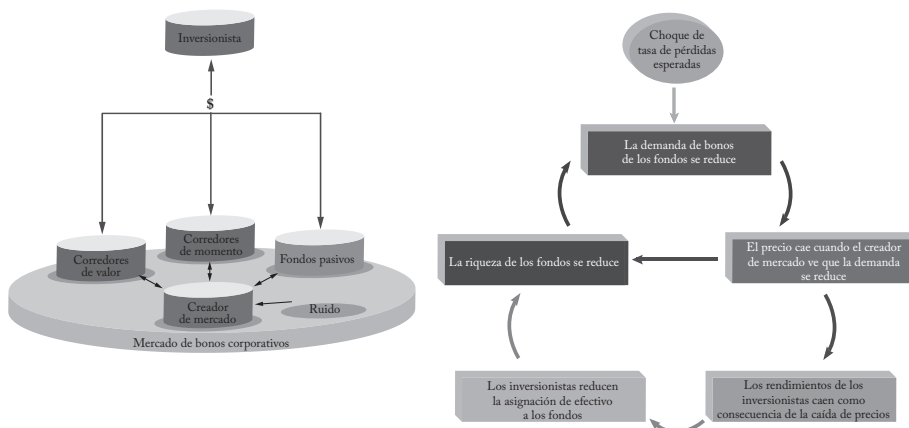 Inversionista
$
Corredores
de valor
Corredores
de momento
Fondos pasivos
Creador
de mercado
Ruido
Mercado de bonos corporativos
Choque de
tasa de pérdidas
esperadas
La demanda de bonos
de los fondos se reduce
La riqueza de los fondos se reduce
El precio cae cuando el creador
de mercado ve que la demanda
se reduce
Los inversionistas reducen
la asignación de efectivo
a los fondos
Los rendimientos de los
inversionistas caen como
consecuencia de la caída de precios